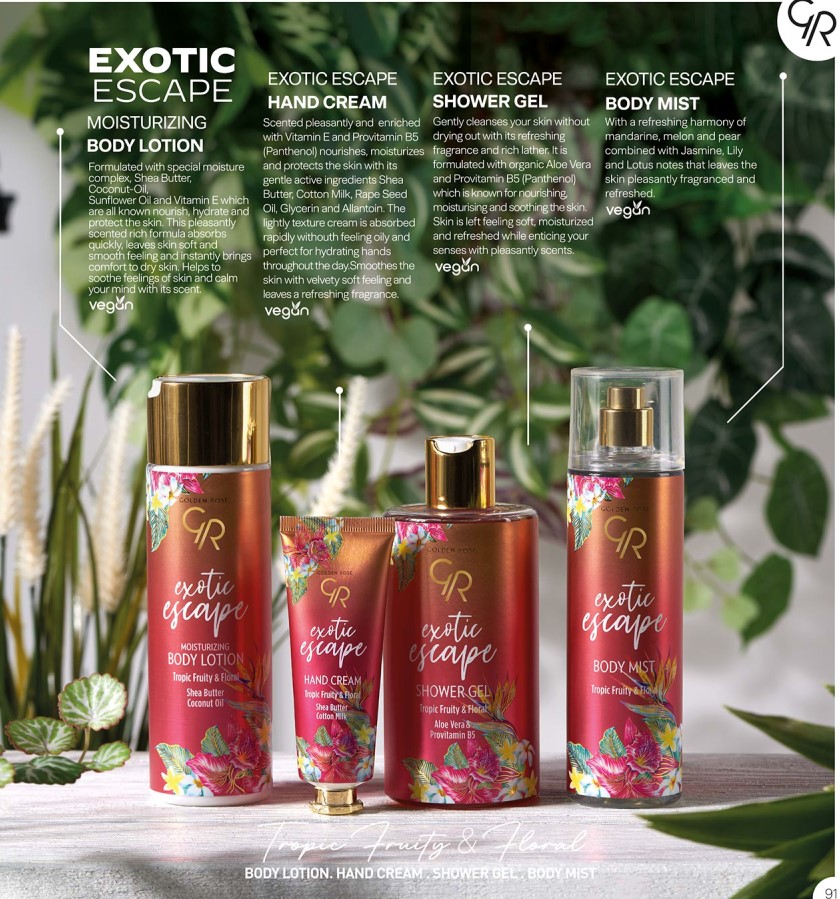 GR
EXOTIC
ESCAPE
MOISTURIZING
BODY LOTION
Formulated with special moisture
complex, Shea Butter,
Coconut-Oil,
Sunflower Oil and Vitamin E which
are all known nourish, hydrate and
protect the skin. This pleasantly
scented rich formula absorbs
quickly, leaves skin soft and
smooth feeling and instantly brings
comfort to dry skin. Helps to
soothe feelings of skin and calm
your mind with its scent.
vegan
EXOTIC ESCAPE
HAND CREAM
Scented pleasantly and enriched
with Vitamin E and Provitamin B5
(Panthenol) nourishes, moisturizes
and protects the skin with its
gentle active ingredients Shea
Butter, Cotton Milk, Rape Seed
Oil, Glycerin and Allantoin. The
lightly texture cream is absorbed
rapidly withouth feeling oily and
perfect for hydrating hands
throughout the day.Smoothes the
skin with velvety soft feeling and
leaves a refreshing fragrance.
vegan
EXOTIC ESCAPE
SHOWER GEL
Gently cleanses your skin without
drying out with its refreshing
fragrance and rich lather. It is
formulated with organic Aloe Vera
and Provitamin B5 (Panthenol)
which is known for nourishing,
moisturising and soothing the skin.
Skin is left feeling soft, moisturized
and refreshed while enticing your
senses with pleasantly scents.
vegan
EXOTIC ESCAPE
BODY MIST
With a refreshing harmony of
mandarine, melon and pear
combined with Jasmine, Lily
and Lotus notes that leaves the
skin pleasantly fragranced and
refreshed.
vegan
GOLDEN ROSE
GR
exotic
escape
MOISTURIZING
BODY LOTION
Tropic Fruity & Floral
Shea Butter
Coconut Oil
GOLDEN ROSE
GR
exotic
escape
HAND CREAM
Tropic Fruity & Floral
Shea Butter
Cotton Milk
GOLDEN ROSE
GR
exotic
escape
SHOWER GEL
Tropic Fruity & Floral
Aloe Vera &
Provitamin B5
GOLDEN ROSE
GR
exotic
escape
BODY MIST
Tropic Fruity & Floral
Tropic Fruity & Floral
BODY LOTION. HAND CREAM . SHOWER GEL . BODY MIST
91